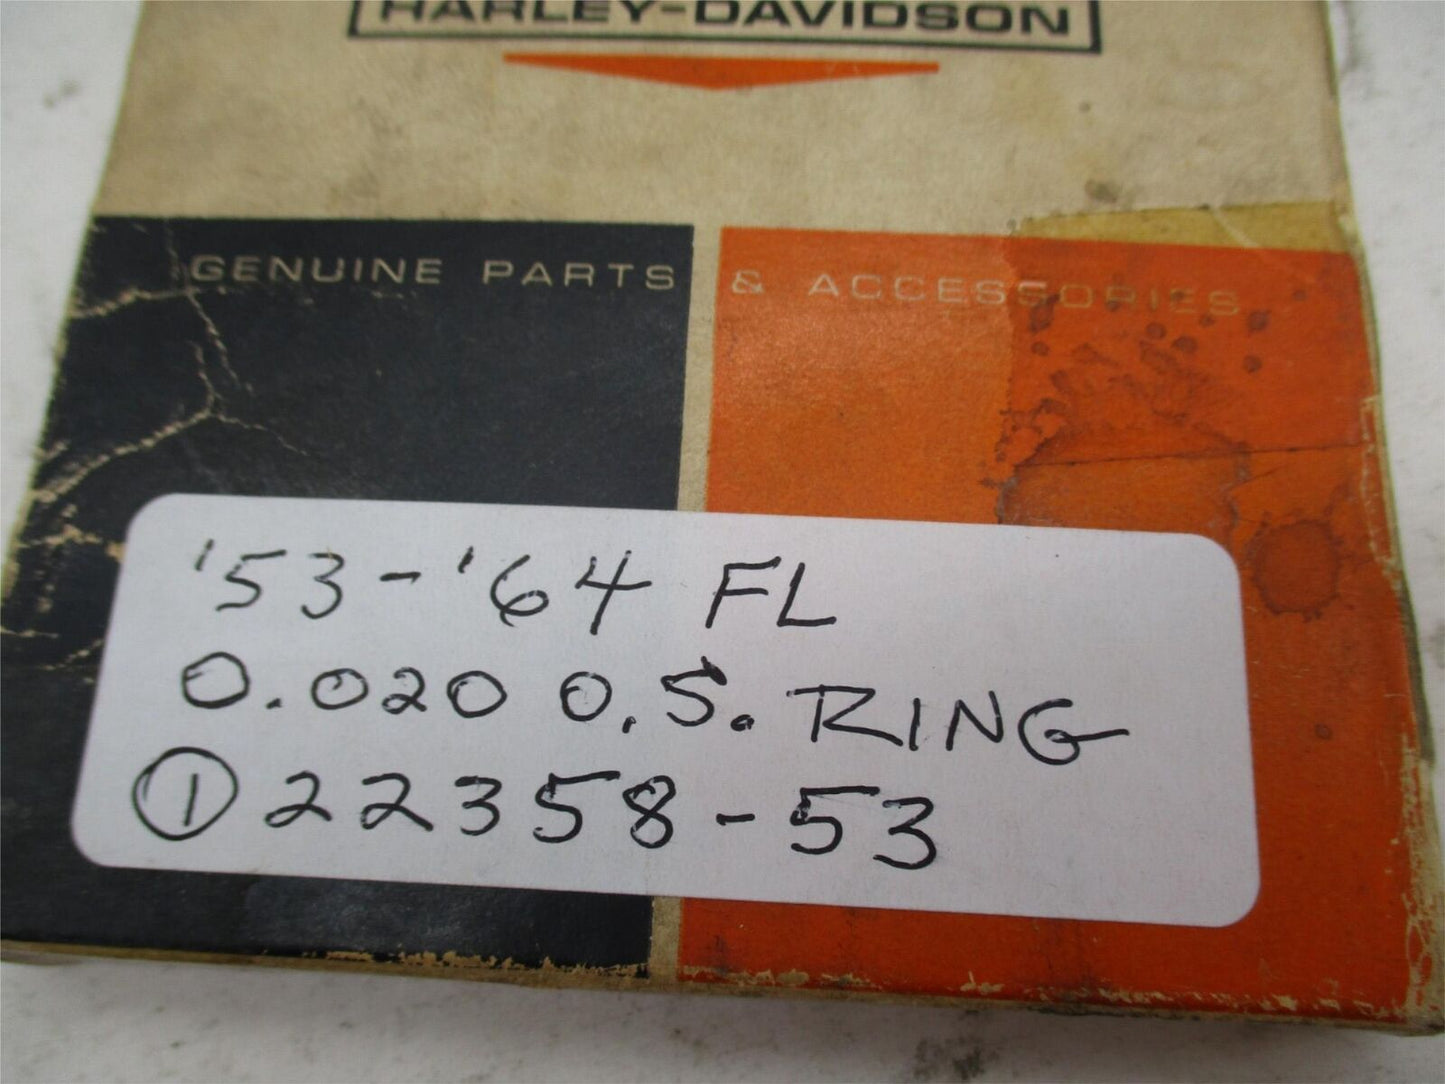 HARLEY-DAVIDSON
GENUINE PARTS & ACCESSORIES
'53-'64 FL
0.020 O.S. RING
① 22358-53